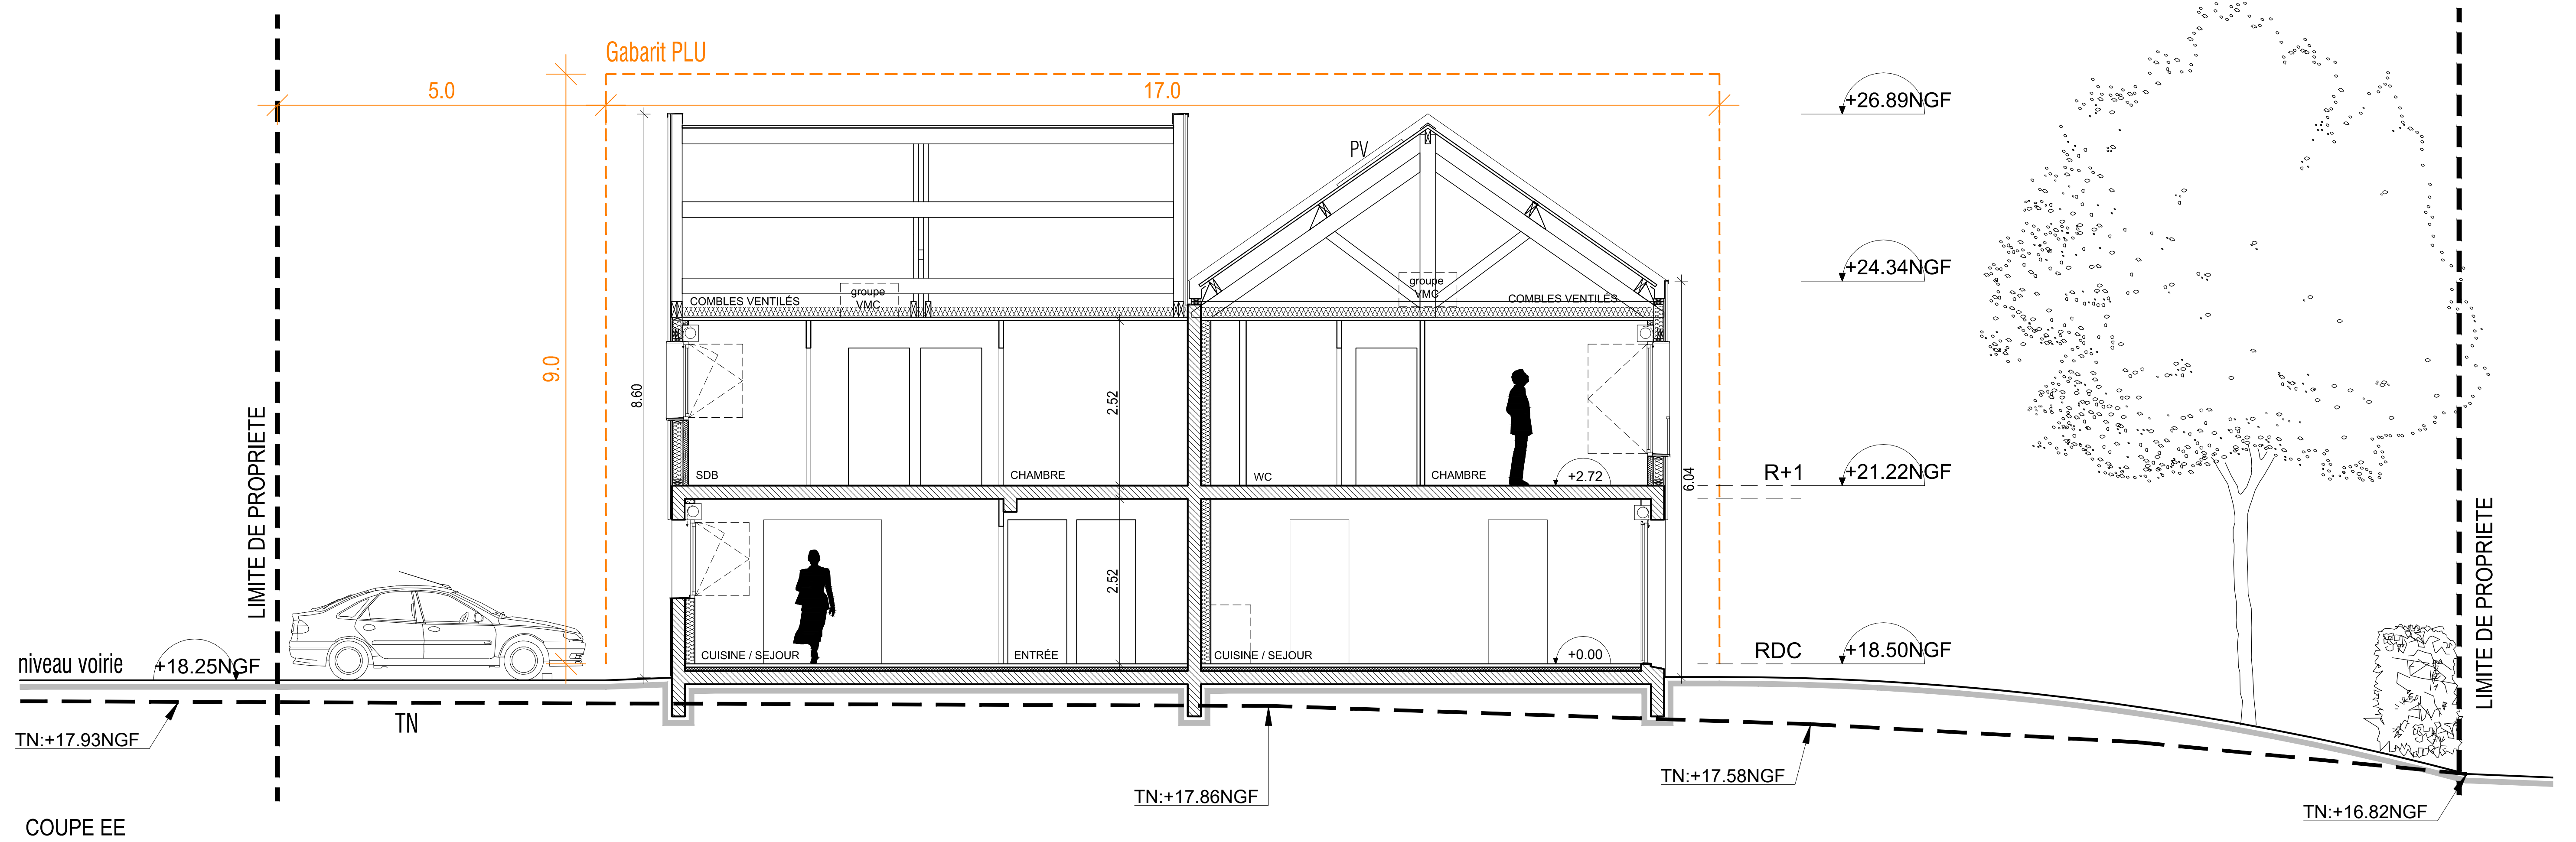 Gabarit PLU
5.0
17.0
+26.89NGF
PV
+24.34NGF
groupe
VMC
COMBLES VENTILÉS
groupe
VMC
COMBLES VENTILÉS
9.0
8.60
2.52
SDB
CHAMBRE
WC
CHAMBRE
+2.72
6.04
R+1
+21.22NGF
LIMITE DE PROPRIETE
LIMITE DE PROPRIETE
2.52
CUISINE / SEJOUR
ENTRÉE
CUISINE / SEJOUR
+0.00
RDC
+18.50NGF
niveau voirie
+18.25NGF
TN
TN:+17.93NGF
TN:+17.86NGF
TN:+17.58NGF
TN:+16.82NGF
COUPE EE